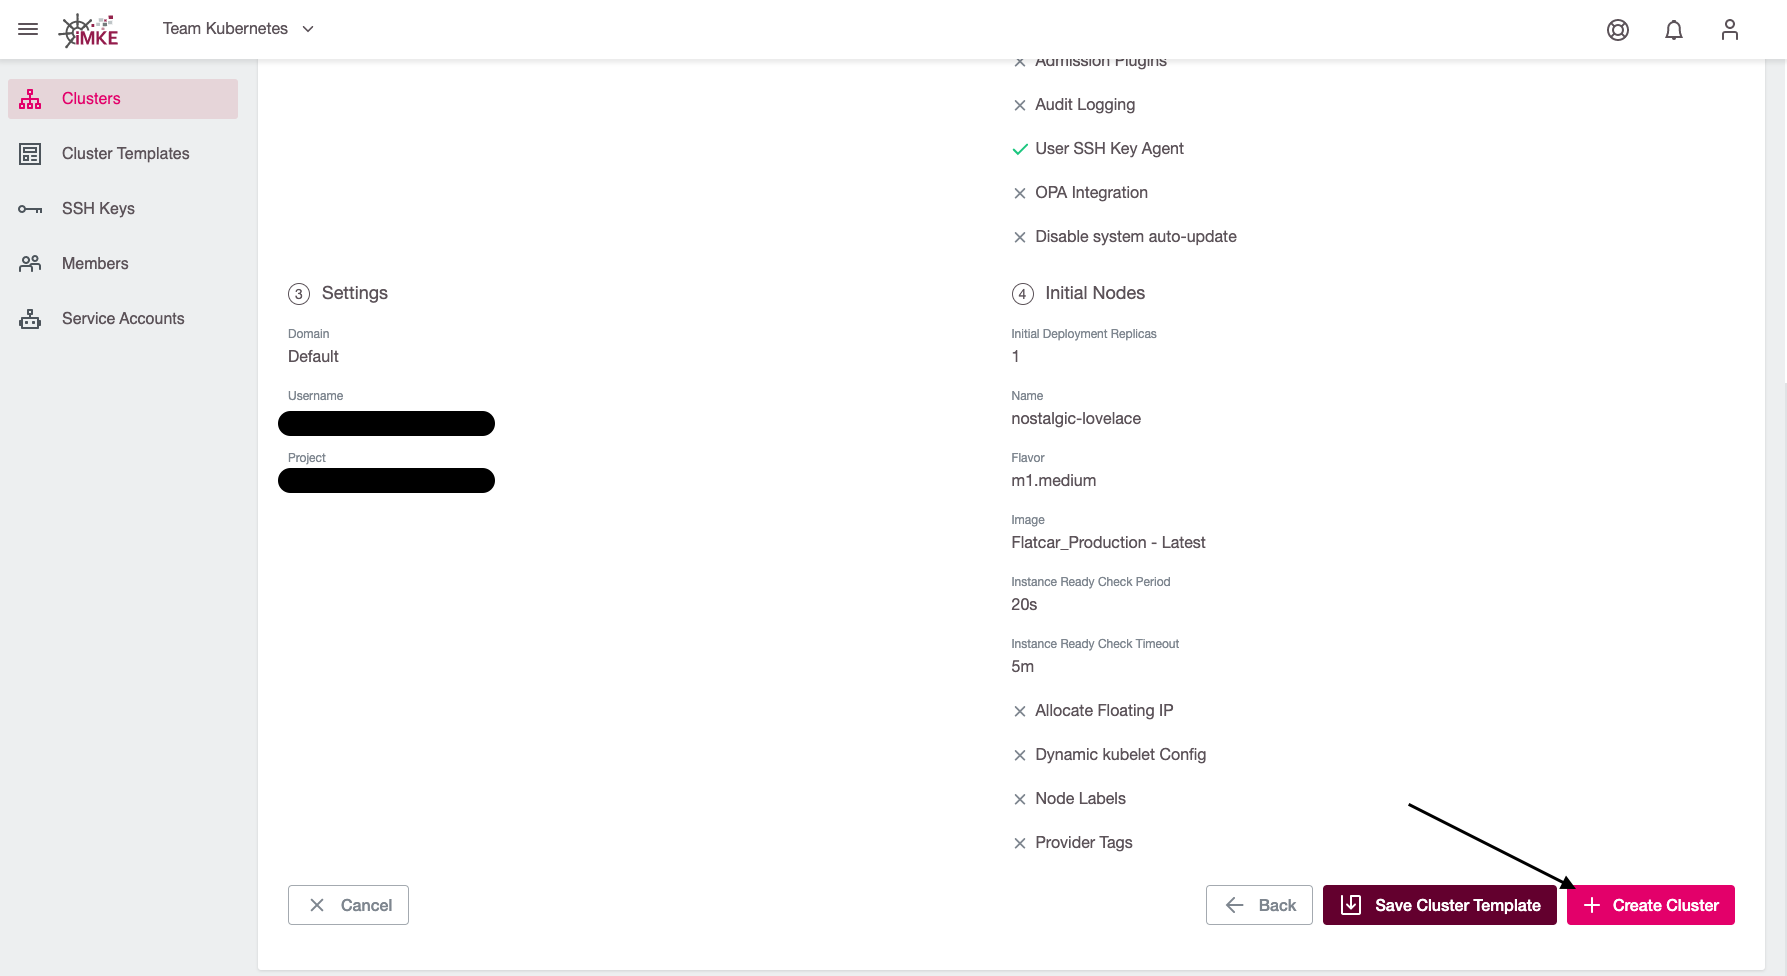 iMKE
Team Kubernetes
Clusters
Cluster Templates
SSH Keys
Members
Service Accounts
Admission Plugins
Audit Logging
User SSH Key Agent
OPA Integration
Disable system auto-update
3 Settings
Domain
Default
Username
Project
4 Initial Nodes
Initial Deployment Replicas
1
Name
nostalgic-lovelace
Flavor
m1.medium
Image
Flatcar_Production - Latest
Instance Ready Check Period
20s
Instance Ready Check Timeout
5m
Allocate Floating IP
Dynamic kubelet Config
Node Labels
Provider Tags
Cancel
Back
Save Cluster Template
Create Cluster